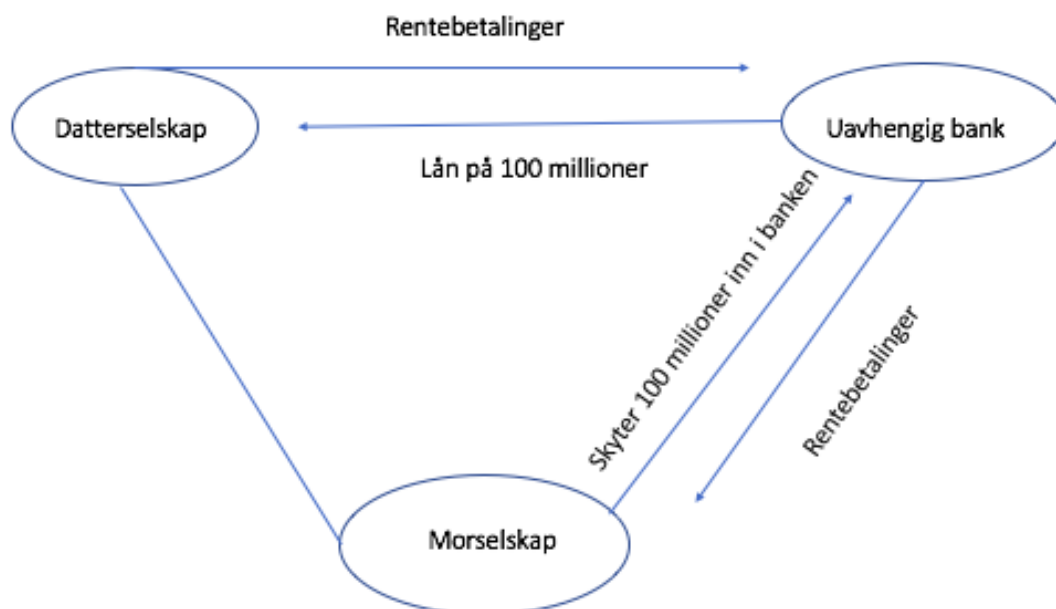 Rentebetalinger
Datterselskap
Uavhengig bank
Lån på 100 millioner
Skyter 100 millioner inn i banken
Rentebetalinger
Morselskap